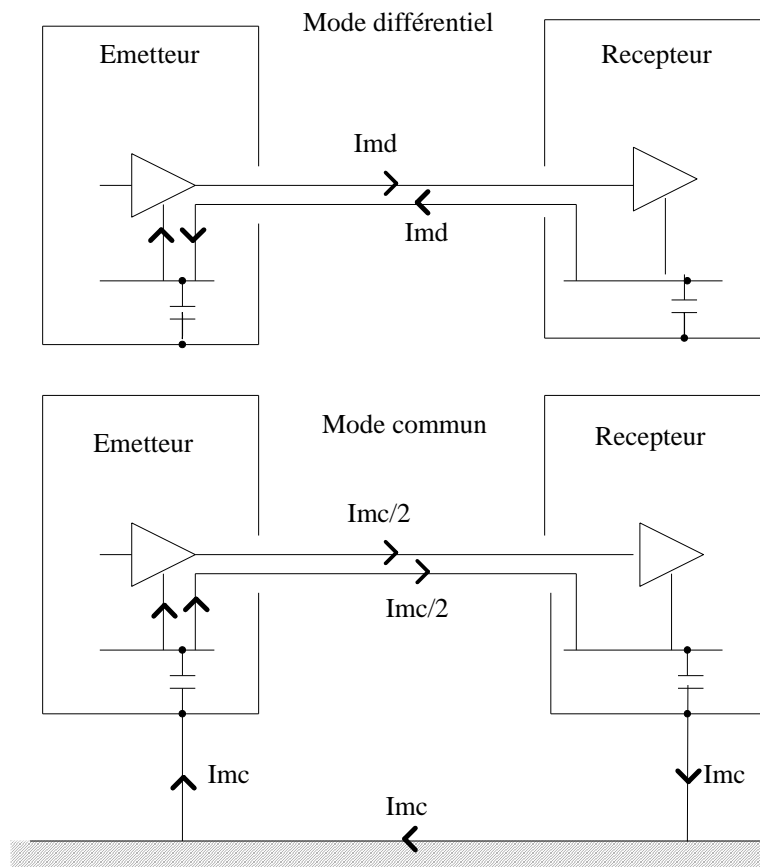 Mode différentiel
Emetteur
Recepteur
Imd
Imd
Mode commun
Emetteur
Recepteur
Imc/2
Imc/2
Imc
Imc
Imc